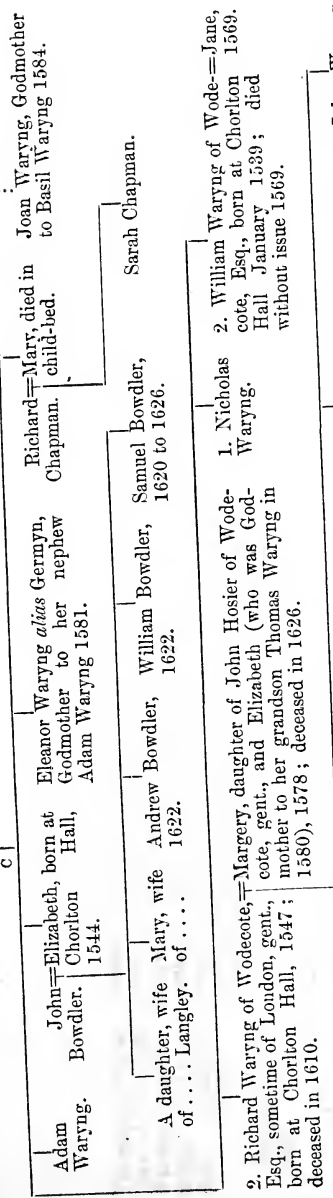 c
Adam
Waryng.
John=Elizabeth, born at
Bowdler. Chorlton Hall,
1544.
Eleanor Waryng alias Germyn,
Godmother to her nephew
Adam Waryng 1581.
Richard=Mary, died in
Chapman. child-bed.
Joan Waryng, Godmother
to Basil Waryng 1584.
A daughter, wife
of ..... Langley.
Mary, wife
of .....
Andrew Bowdler,
1622.
William Bowdler,
1622.
Samuel Bowdler,
1620 to 1626.
Sarah Chapman.
2. Richard Waryng of Wodecote,=Margery, daughter of John Hosier of Wode-
Esq., sometime of London, gent., cote, gent., and Elizabeth (who was God-
born at Chorlton Hall, 1547; mother to her grandson Thomas Waryng in
deceased in 1610. 1580), 1578; deceased in 1626.
1. Nicholas
Waryng.
2. William Waryng of Wode-=Jane,
cote, Esq., born at Chorlton 1569.
Hall January 1539; died
without issue 1569.